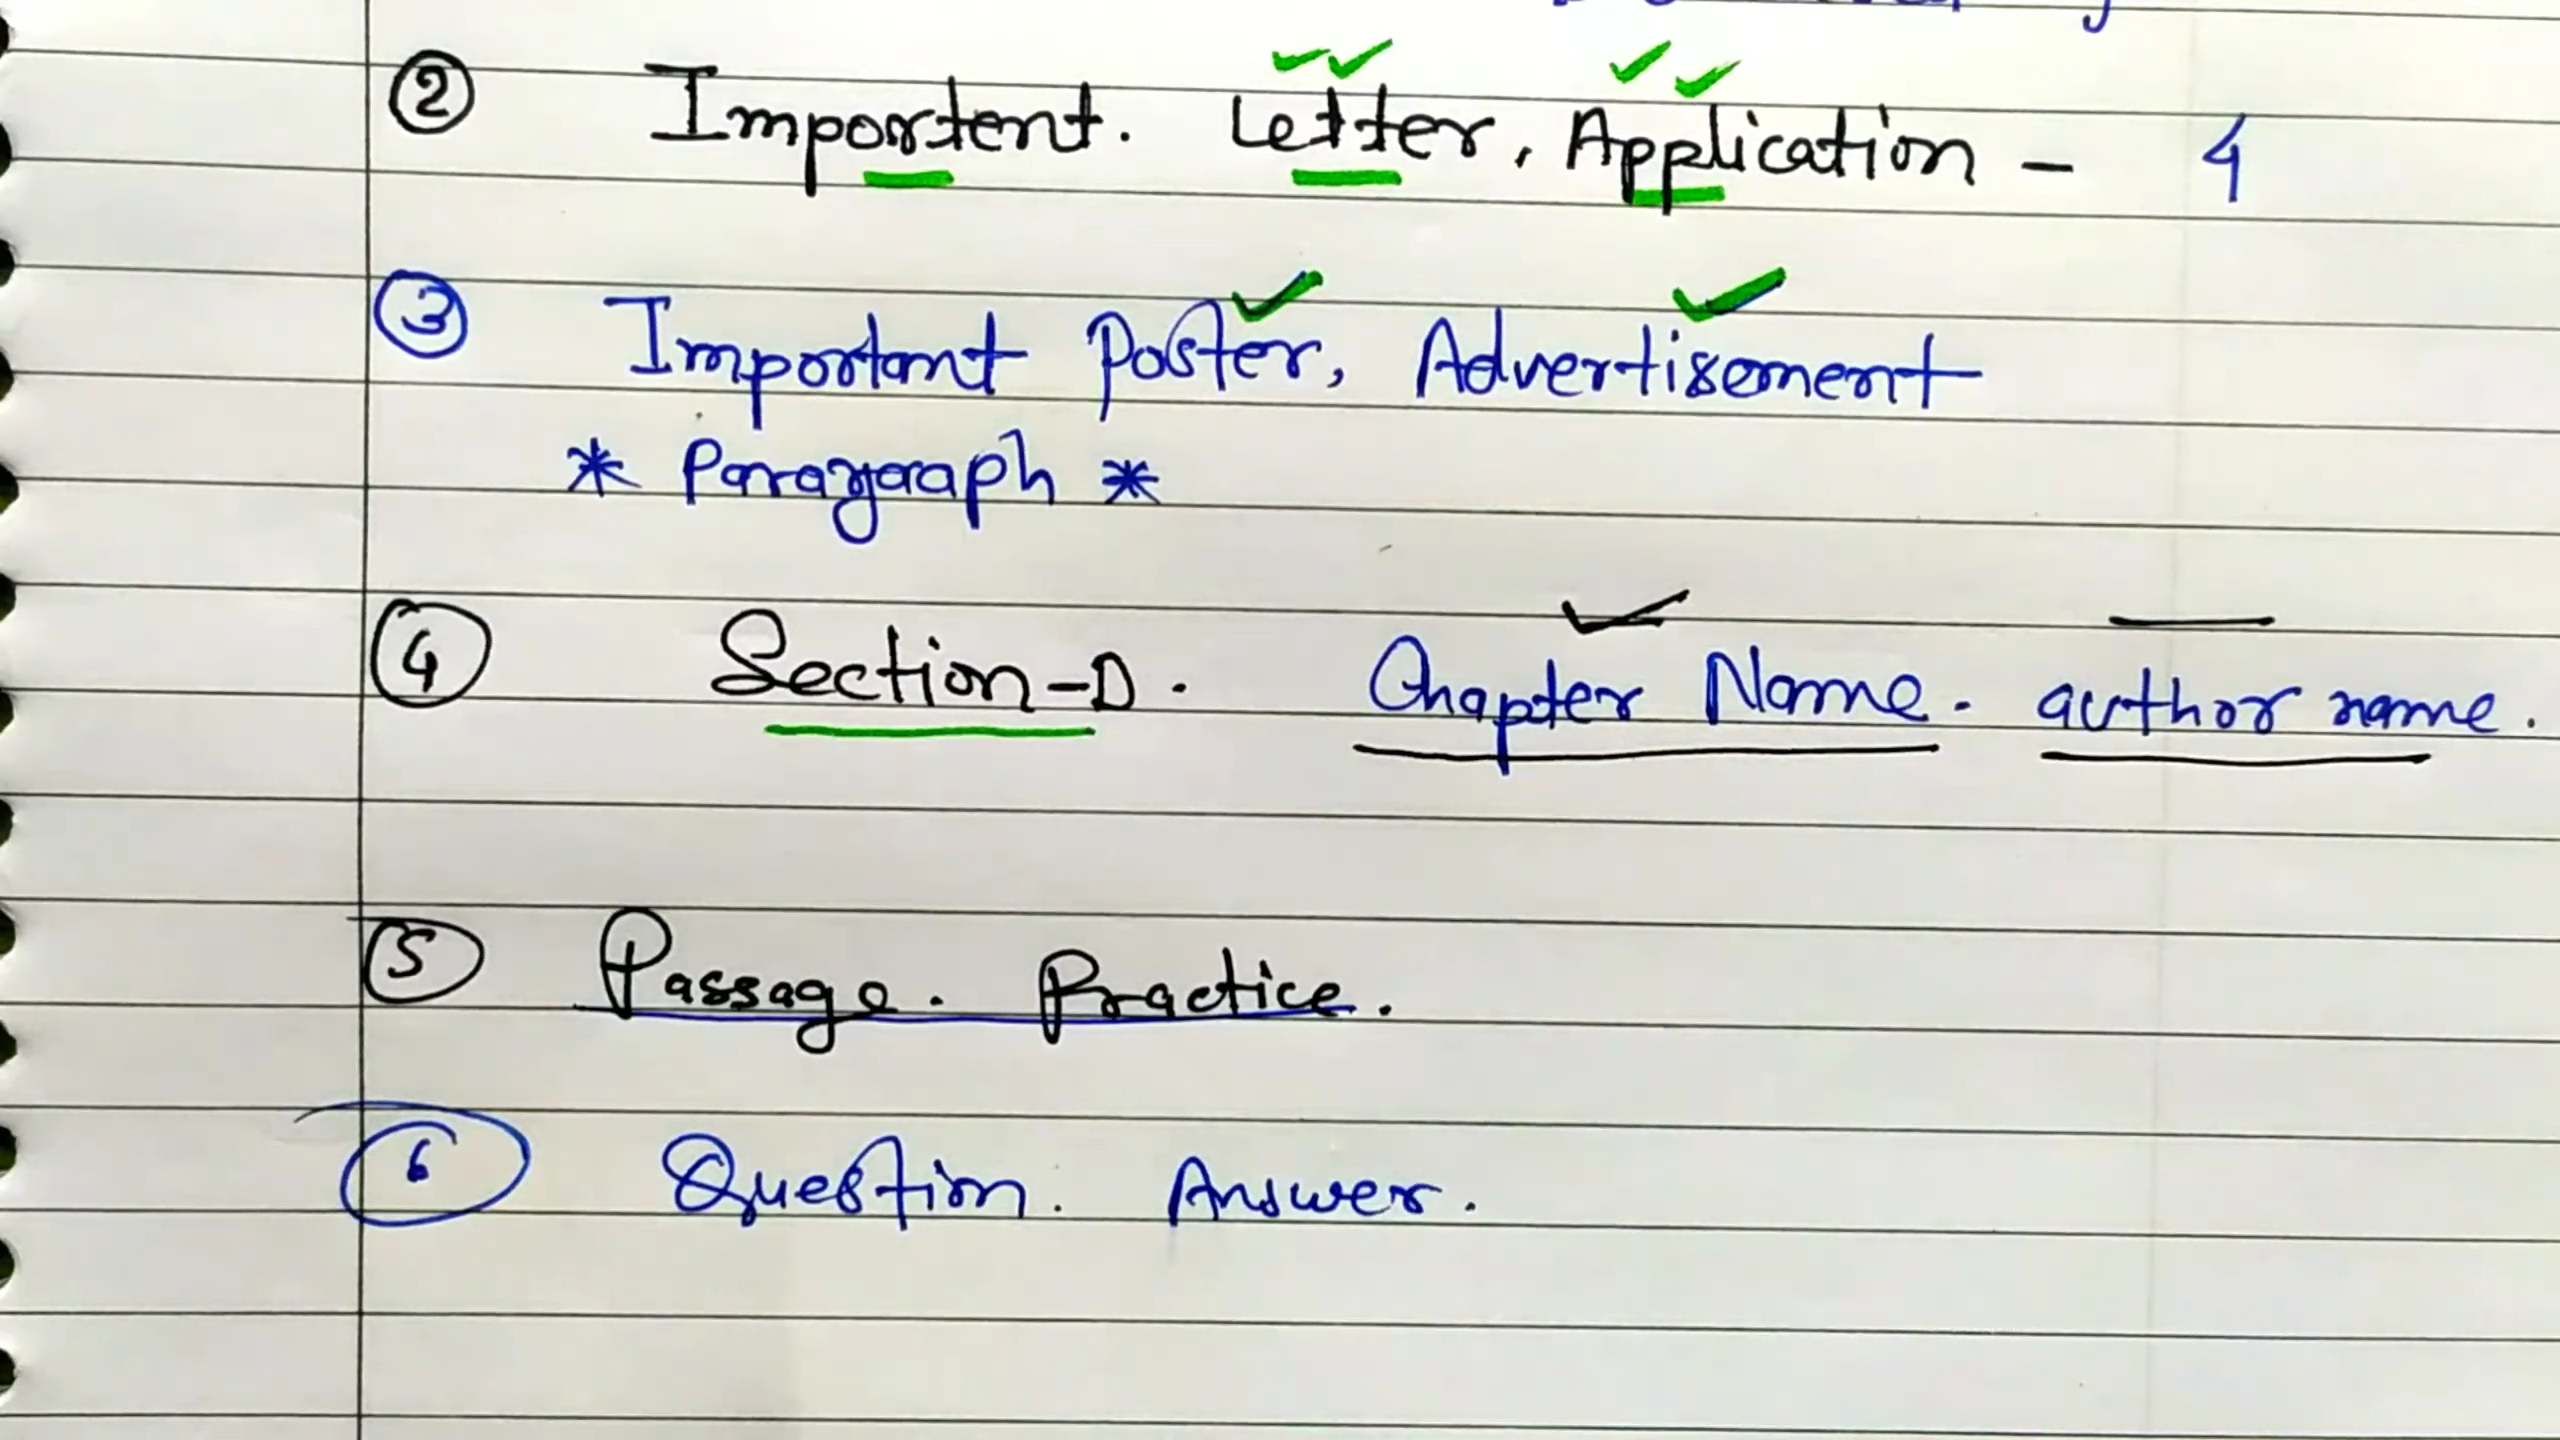 ② Importent. Letter, Application - 4
③ Important Poster, Advertisement
* Paragraph *
④ Section-D. Chapter Name. author name.
⑤ Passage. Practice.
⑥ Question. Answer.